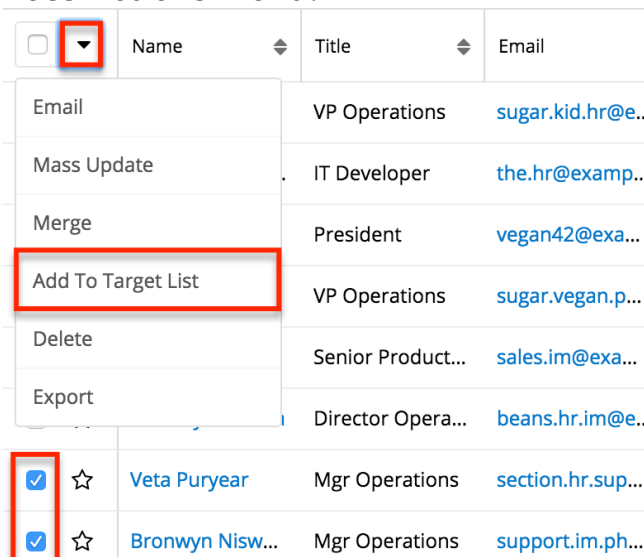 Name Title Email
Email VP Operations sugar.kid.hr@e..
Mass Update . IT Developer the.hr@examp..
Merge President vegan42@exa...
Add To Target List VP Operations sugar.vegan.p...
Delete Senior Product... sales.im@exa...
Export Director Opera... beans.hr.im@e..
Veta Puryear Mgr Operations section.hr.sup...
Bronwyn Nisw... Mgr Operations support.im.ph...